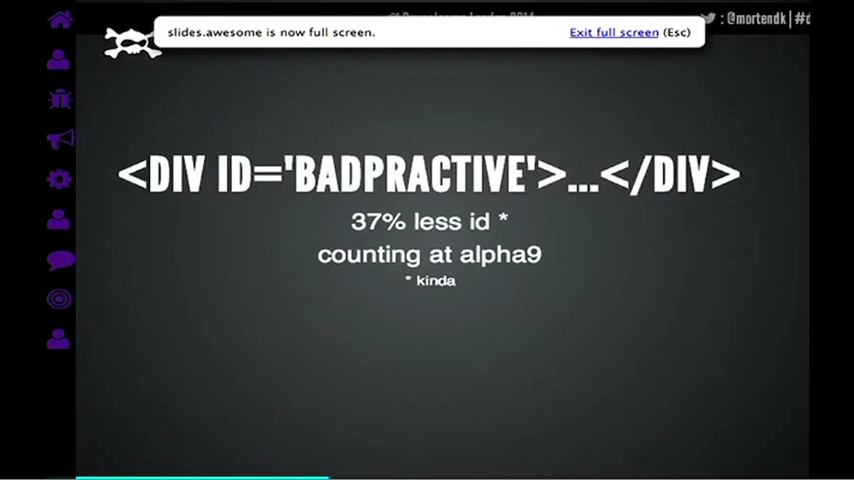 slides.awesome is now full screen. Exit full screen (Esc)
: @mortendk | #d
<DIV ID='BADPRACTIVE'>...</DIV>
37% less id *
counting at alpha9
* kinda